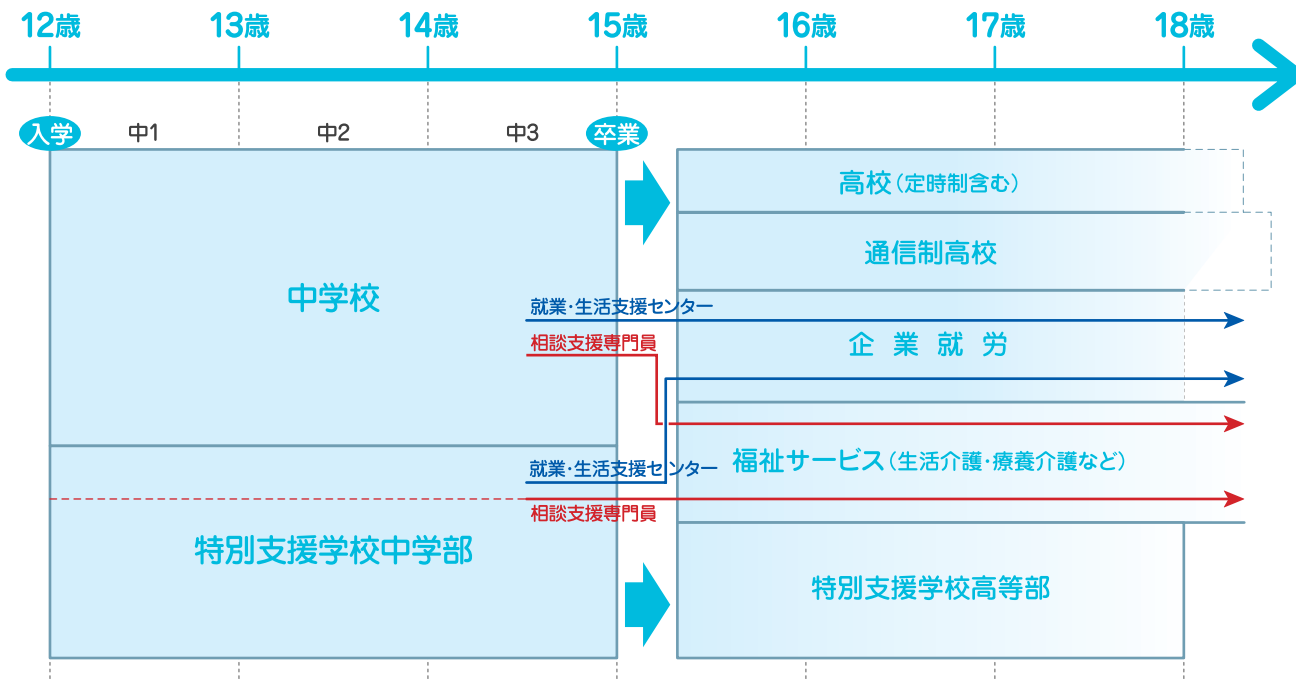 12歳
13歳
14歳
15歳
16歳
17歳
18歳
入学
中1
中2
中3
卒業
中学校
特別支援学校中学部
高校（定時制含む）
通信制高校
就業・生活支援センター
相談支援専門員
企業就労
就業・生活支援センター
福祉サービス（生活介護・療養介護など）
相談支援専門員
特別支援学校高等部